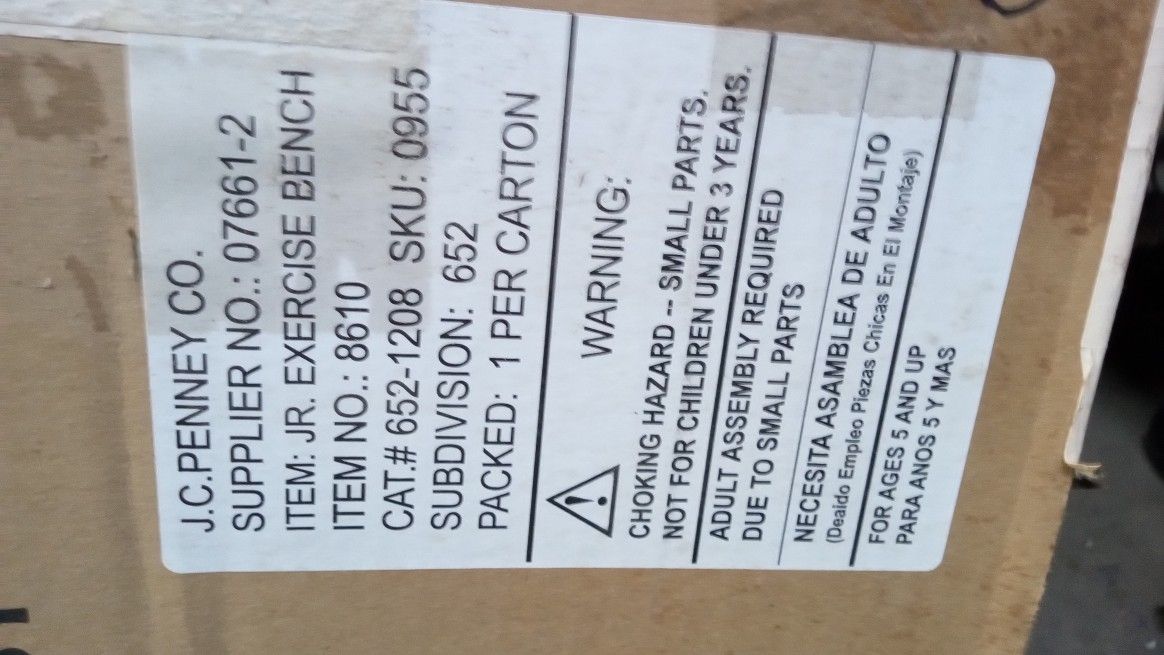 J.C.PENNEY CO.
SUPPLIER NO.: 07661-2
ITEM: JR. EXERCISE BENCH
ITEM NO.: 8610
CAT.# 652-1208 SKU: 0955
SUBDIVISION: 652
PACKED: 1 PER CARTON
WARNING:
CHOKING HAZARD -- SMALL PARTS.
NOT FOR CHILDREN UNDER 3 YEARS.
ADULT ASSEMBLY REQUIRED
DUE TO SMALL PARTS
NECESITA ASAMBLEA DE ADULTO
(Deaido Empleo Piezas Chicas En El Montaje)
FOR AGES 5 AND UP
PARA ANOS 5 Y MAS